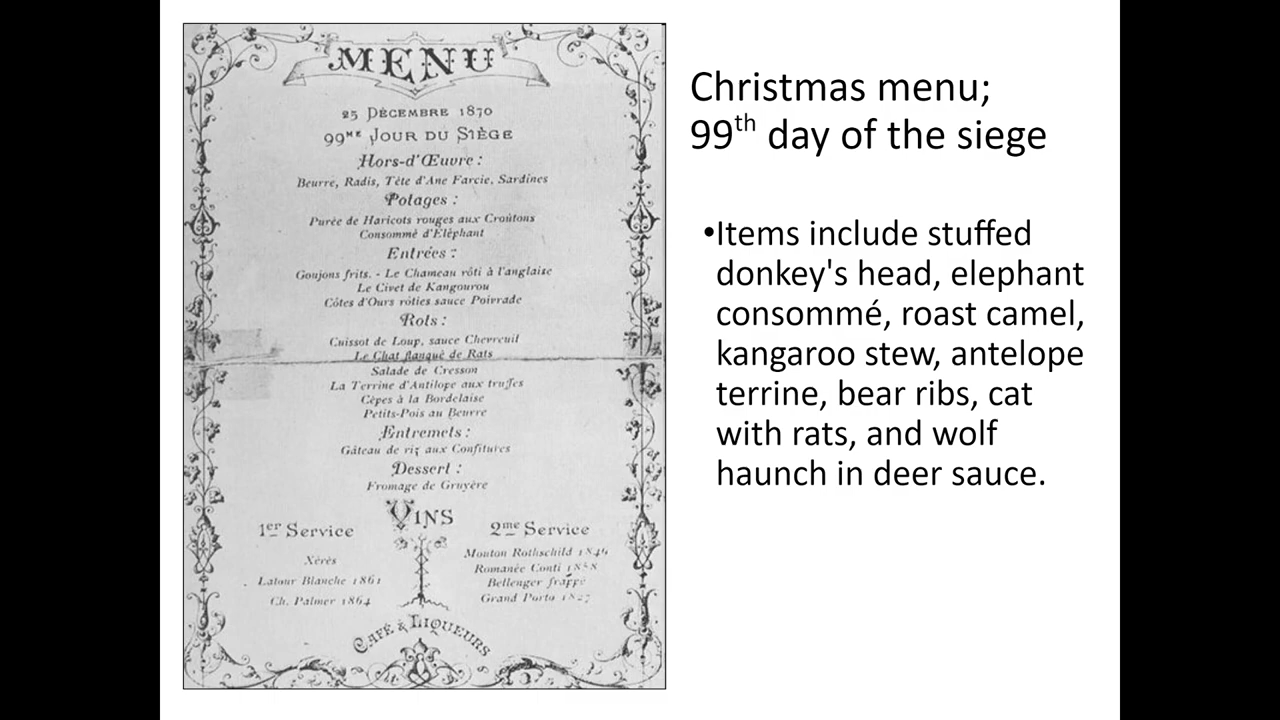 MENU
25 DÉCEMBRE 1870
99ME JOUR DU SIÈGE
Hors-d'Œuvre :
Beurre, Radis, Tête d'Ane Farcie, Sardines
Potages :
Purée de Haricots rouges aux Croûtons
Consommé d'Eléphant
Entrées :
Goujons frits. - Le Chameau rôti à l'anglaise
Le Civet de Kangourou
Côtes d'Ours rôties sauce Poivrade
Rots :
Cuissot de Loup, sauce Chevreuil
Le Chat flanqué de Rats
Salade de Cresson
La Terrine d'Antilope aux truffes
Cèpes à la Bordelaise
Petits-Pois au Beurre
Entremets :
Gâteau de riz aux Confitures
Dessert :
Fromage de Gruyère
VINS
1er Service
Xérès
Latour Blanche 1861
Ch. Palmer 1864
2me Service
Mouton Rothschild 1846
Romanée Conti 1858
Bellenger frappé
Grand Porto 1827
CAFÉ & LIQUEURS
Christmas menu;
99th day of the siege
•Items include stuffed
donkey's head, elephant
consommé, roast camel,
kangaroo stew, antelope
terrine, bear ribs, cat
with rats, and wolf
haunch in deer sauce.